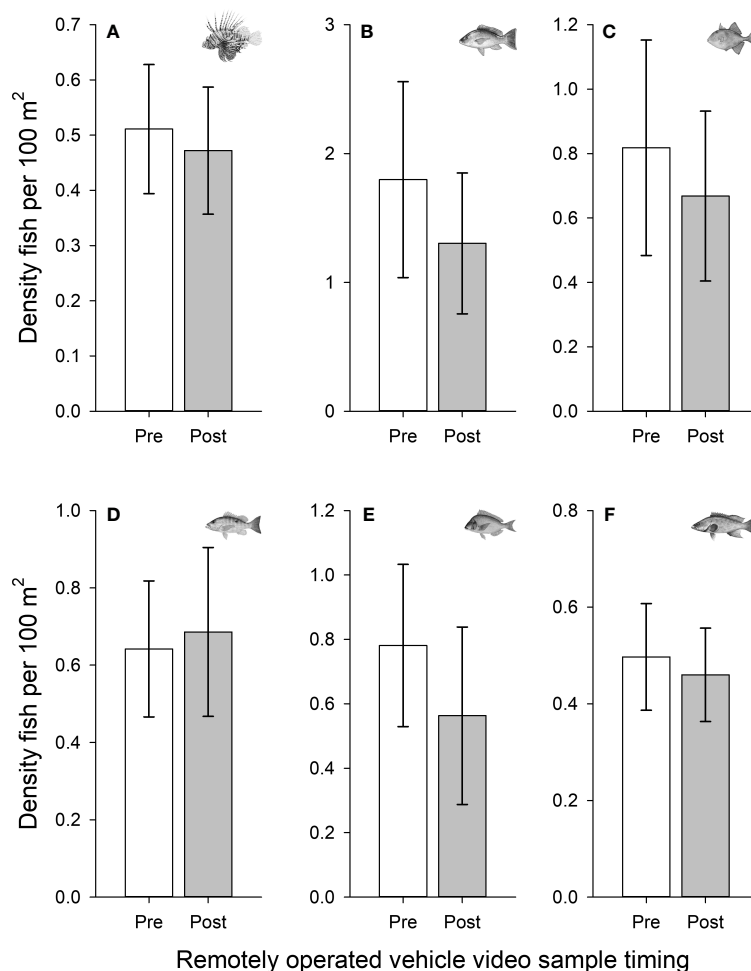 A
B
C
Density fish per 100 m²
0.7
0.6
0.5
0.4
0.3
0.2
0.1
0.0
Pre Post
3
2
1
0
Pre Post
1.2
1.0
0.8
0.6
0.4
0.2
0.0
Pre Post
D
E
F
Density fish per 100 m²
1.0
0.8
0.6
0.4
0.2
0.0
Pre Post
1.2
1.0
0.8
0.6
0.4
0.2
0.0
Pre Post
0.8
0.6
0.4
0.2
0.0
Pre Post
Remotely operated vehicle video sample timing